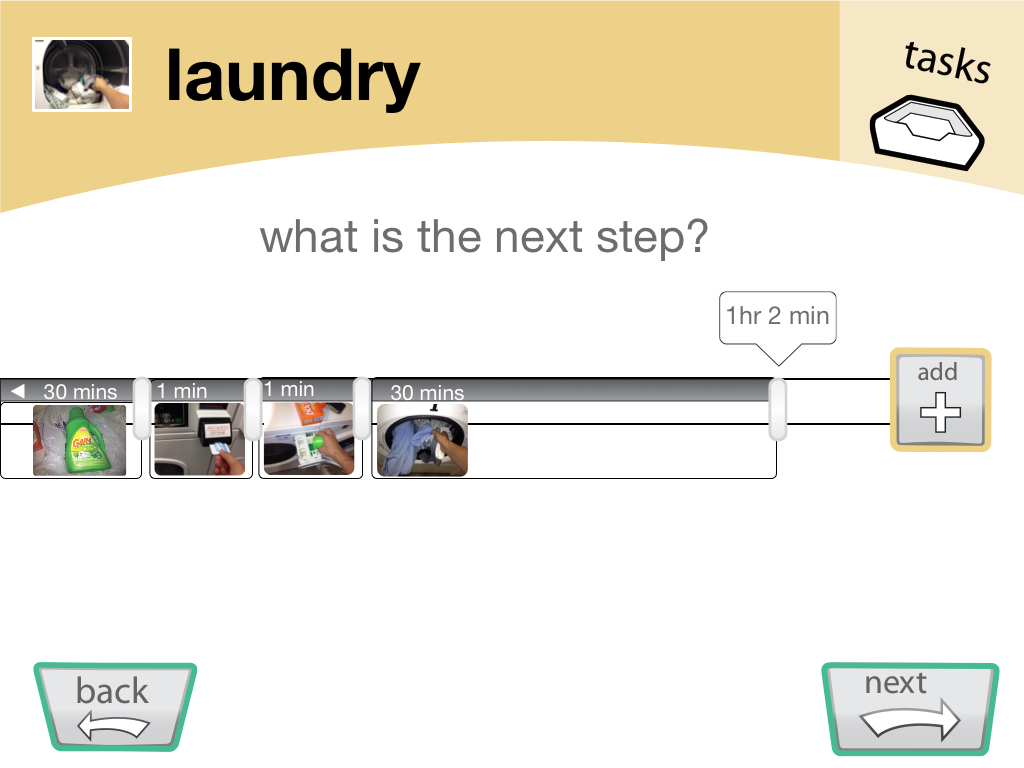 laundry
tasks
what is the next step?
1hr 2 min
30 mins
1 min
1 min
30 mins
add
GAIN
back
next